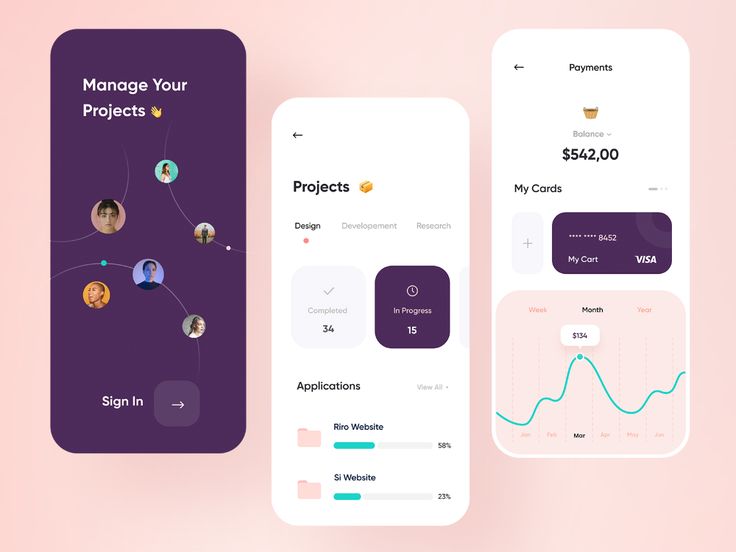 Manage Your
Projects
Sign In
Projects
Design Developement Research
Completed
34
In Progress
15
Applications
View All
Riro Website
58%
Si Website
23%
Payments
Balance
$542,00
My Cards
+
**** **** 8452
My Cart
VISA
Week Month Year
$134
Jan Feb Mar Apr May Jun